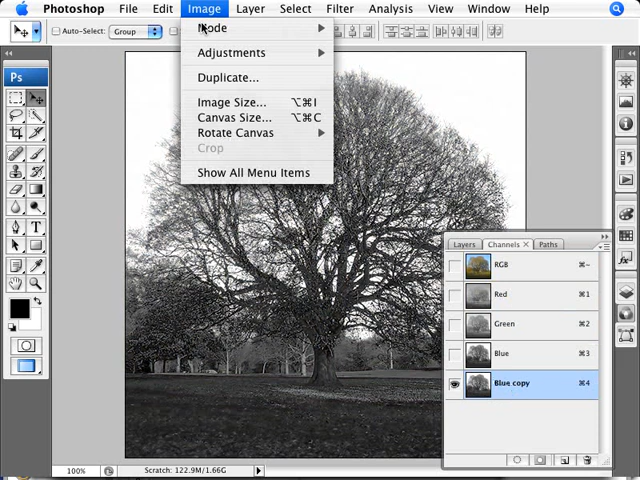 Photoshop File Edit Image Layer Select Filter Analysis View Window Help
Auto-Select: Group
Mode
Adjustments
Duplicate...
Image Size... ⌥⌘I
Canvas Size... ⌥⌘C
Rotate Canvas
Crop
Show All Menu Items
Ps
Layers Channels × Paths
RGB ⌘~
Red ⌘1
Green ⌘2
Blue ⌘3
Blue copy ⌘4
100% Scratch: 122.9M/1.66G